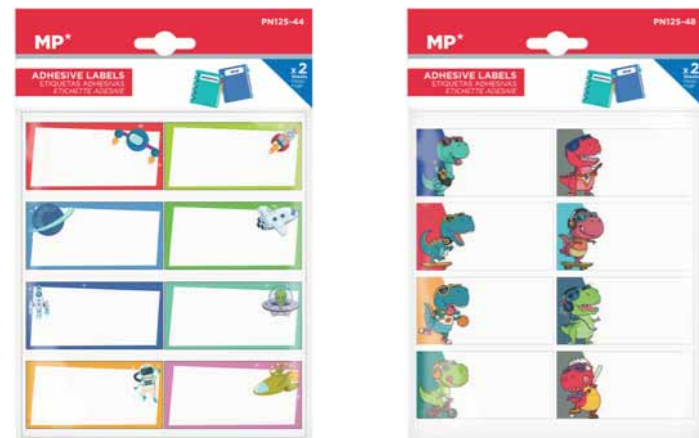 PN125-44
MP*
ADHESIVE LABELS
ETIQUETAS ADHESIVAS
ETICHETTE ADESIVE
x2
PN125-48
MP*
ADHESIVE LABELS
ETIQUETAS ADHESIVAS
ETICHETTE ADESIVE
x2